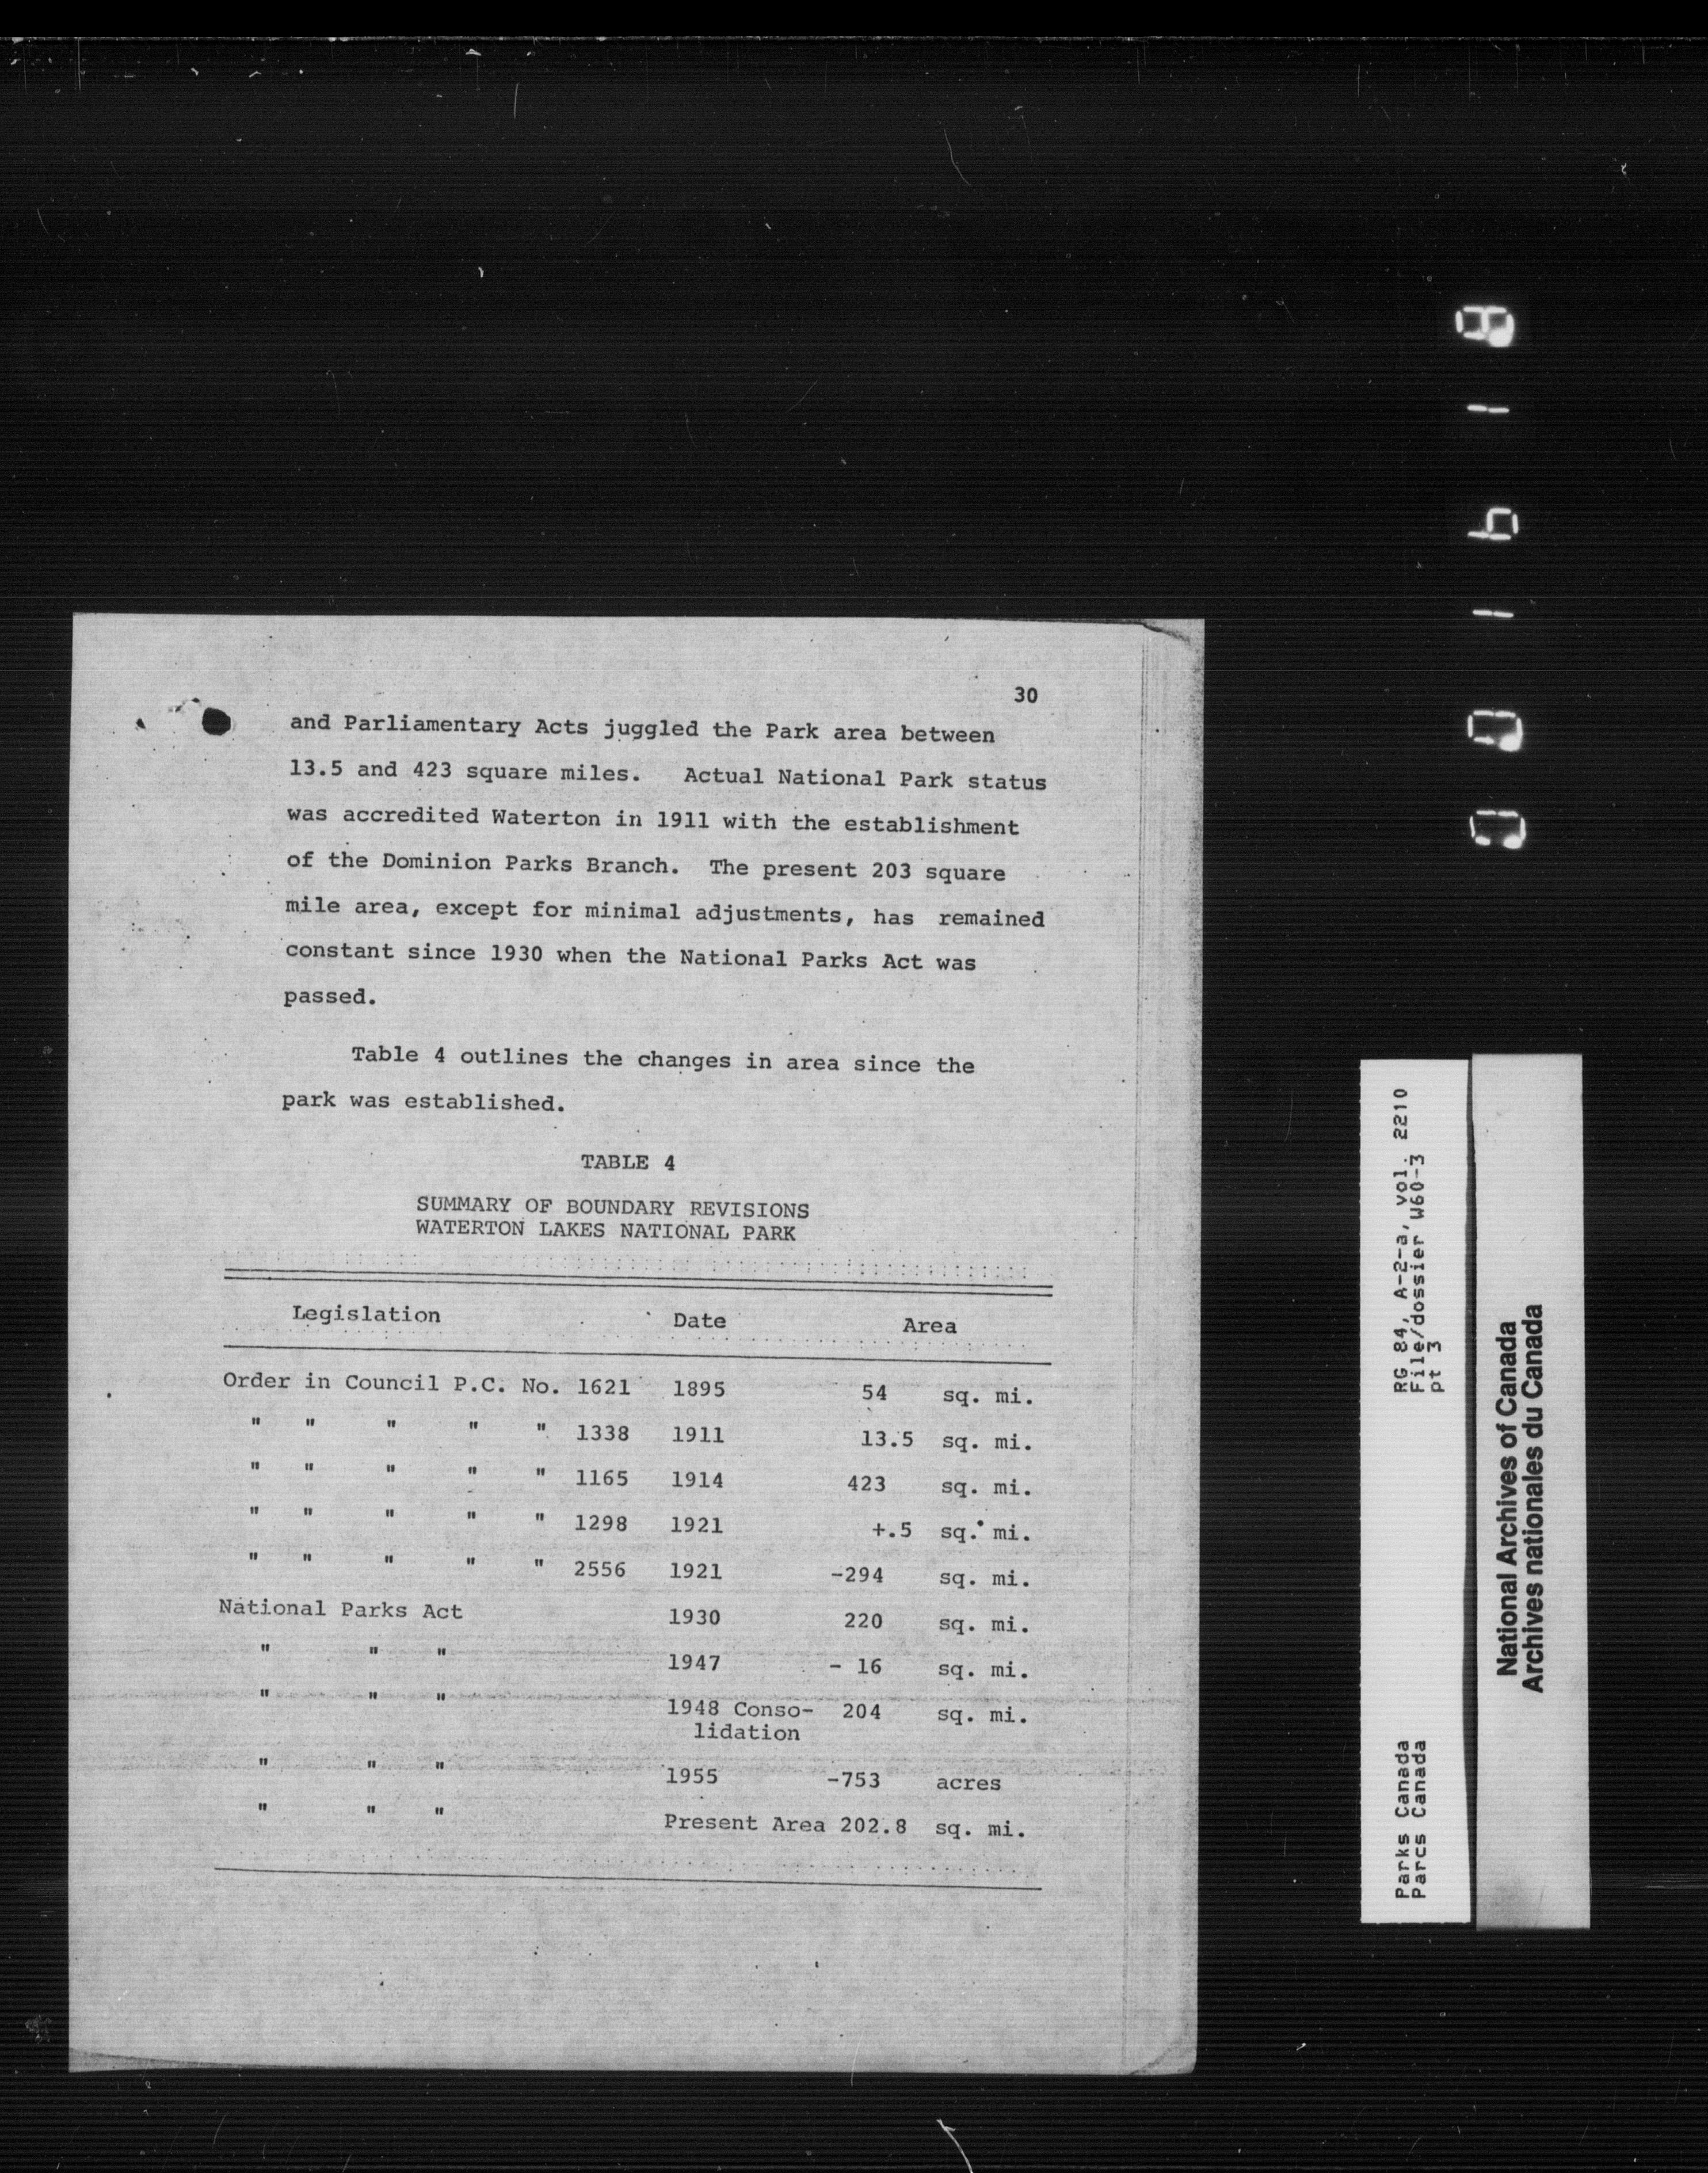 30
and Parliamentary Acts juggled the Park area between
13.5 and 423 square miles. Actual National Park status
was accredited Waterton in 1911 with the establishment
of the Dominion Parks Branch. The present 203 square
mile area, except for minimal adjustments, has remained
constant since 1930 when the National Parks Act was
passed.
Table 4 outlines the changes in area since the
park was established.
TABLE 4
SUMMARY OF BOUNDARY REVISIONS
WATERTON LAKES NATIONAL PARK
Legislation Date Area
Order in Council P.C. No. 1621 1895 54 sq. mi.
" " " " " 1338 1911 13.5 sq. mi.
" " " " " 1165 1914 423 sq. mi.
" " " " " 1298 1921 +.5 sq. mi.
" " " " " 2556 1921 -294 sq. mi.
National Parks Act 1930 220 sq. mi.
" " " 1947 - 16 sq. mi.
" " " 1948 Conso- 204 sq. mi.
lidation
" " " 1955 -753 acres
" " " Present Area 202.8 sq. mi.
Parks Canada
Parcs Canada
RG 84, A-2-a, vol. 2210
File/dossier W60-3
pt 3
National Archives of Canada
Archives nationales du Canada